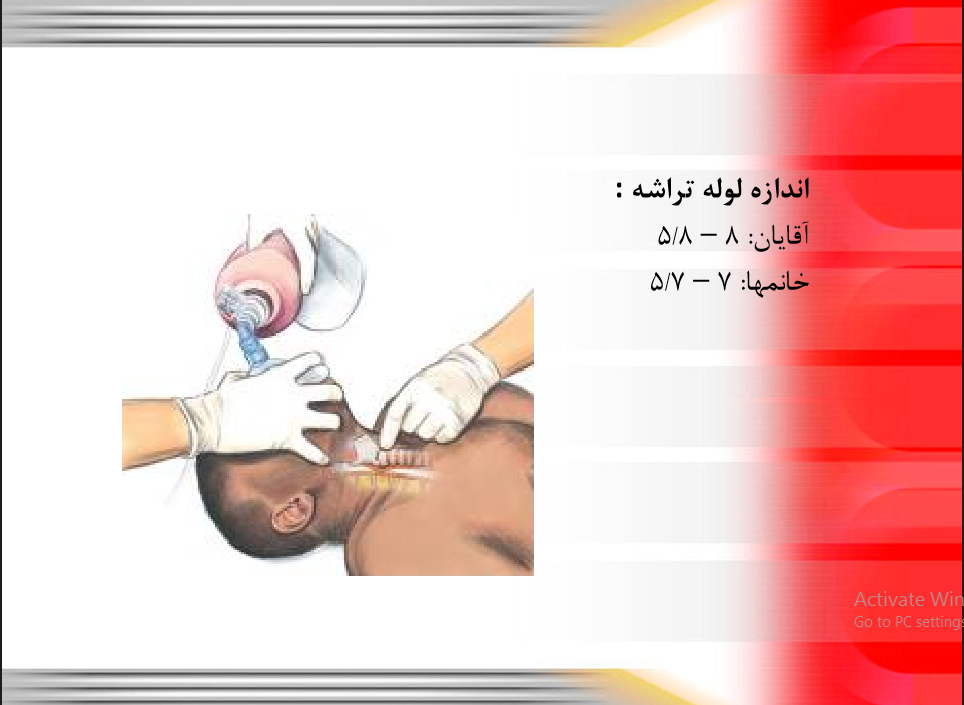 اندازه لوله تراشه :
آقایان: ۸ – ۵/۸
خانمها: ۷ – ۵/۷
Activate Win
Go to PC settings